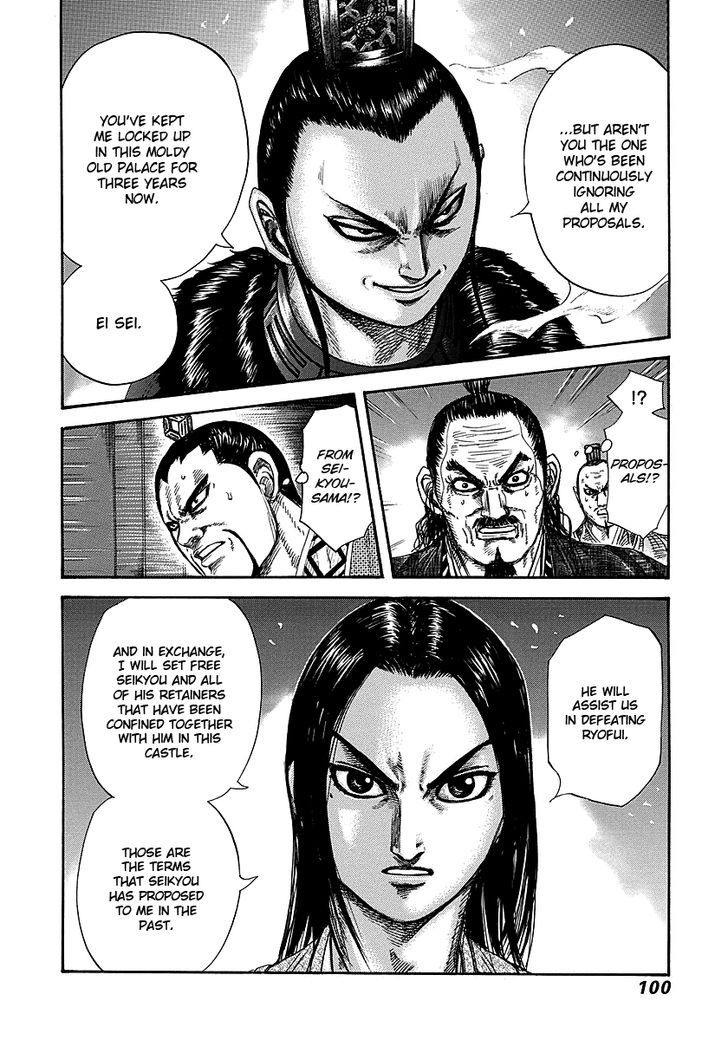 ...BUT AREN'T
YOU THE ONE
WHO'S BEEN
CONTINUOUSLY
IGNORING
ALL MY
PROPOSALS.
YOU'VE KEPT
ME LOCKED UP
IN THIS MOLDY
OLD PALACE FOR
THREE YEARS
NOW.
EI SEI.
!?
PROPOS-
ALS!?
FROM
SEI-
KYOU-
SAMA!?
HE WILL
ASSIST US
IN DEFEATING
RYOFUI.
AND IN EXCHANGE,
I WILL SET FREE
SEIKYOU AND ALL
OF HIS RETAINERS
THAT HAVE BEEN
CONFINED TOGETHER
WITH HIM IN THIS
CASTLE.
THOSE ARE
THE TERMS
THAT SEIKYOU
HAS PROPOSED
TO ME IN THE
PAST.
100